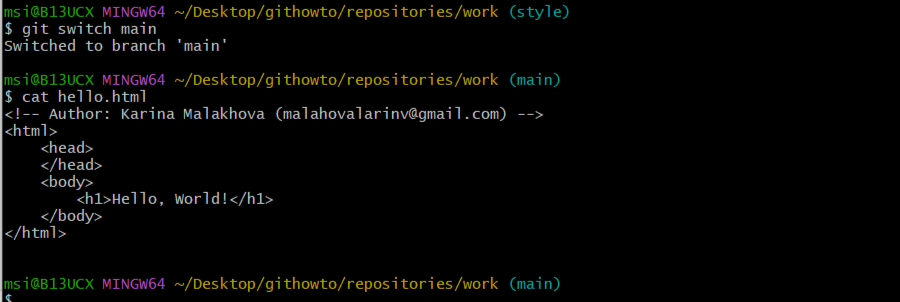 msi@B13UCX MINGW64 ~/Desktop/githowto/repositories/work (style)
$ git switch main
Switched to branch 'main'
msi@B13UCX MINGW64 ~/Desktop/githowto/repositories/work (main)
$ cat hello.html
<!-- Author: Karina Malakhova (malahovalarinv@gmail.com) -->
<html>
    <head>
    </head>
    <body>
        <h1>Hello, World!</h1>
    </body>
</html>
msi@B13UCX MINGW64 ~/Desktop/githowto/repositories/work (main)
$